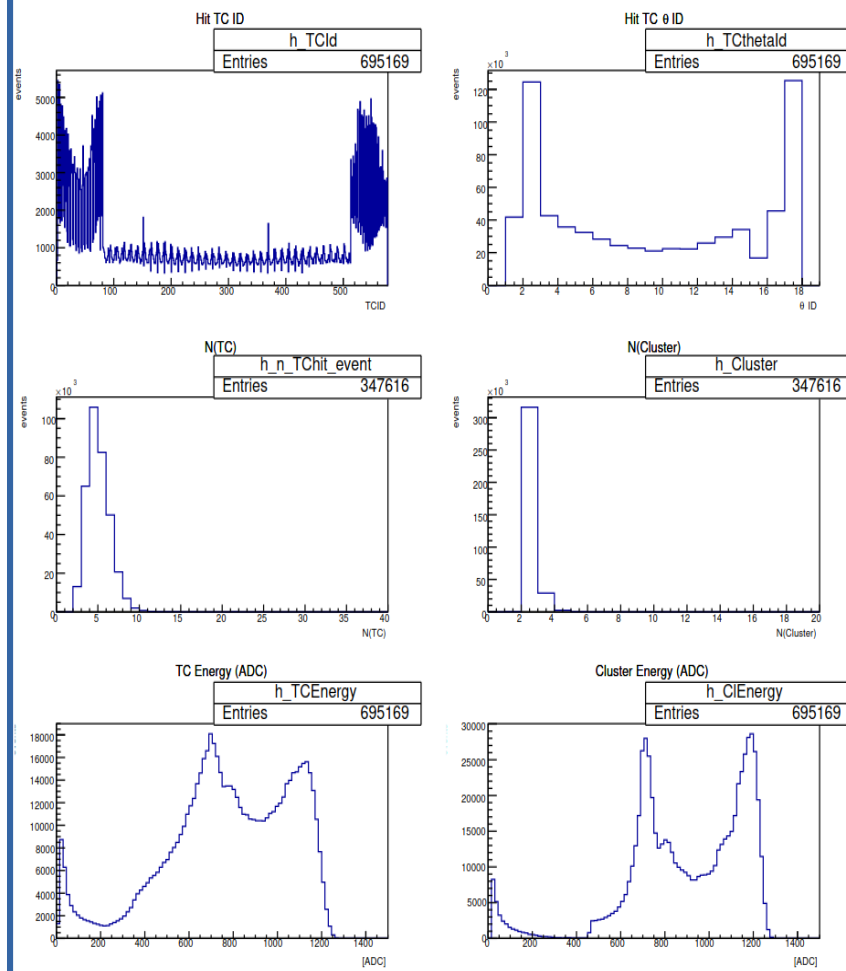 Hit TC ID
h_TCId
Entries 695169
events
5000
4000
3000
2000
1000
0
0 100 200 300 400 500
TCID
Hit TC θ ID
h_TCthetaId
Entries 695169
×10³
events
120
100
80
60
40
20
0
0 2 4 6 8 10 12 14 16 18
θ ID
N(TC)
h_n_TChit_event
Entries 347616
×10³
events
100
80
60
40
20
0
0 5 10 15 20 25 30 35 40
N(TC)
N(Cluster)
h_Cluster
Entries 347616
×10³
events
300
250
200
150
100
50
0
0 2 4 6 8 10 12 14 16 18 20
N(Cluster)
TC Energy (ADC)
h_TCEnergy
Entries 695169
18000
16000
14000
12000
10000
8000
6000
4000
2000
0
0 200 400 600 800 1000 1200 1400
[ADC]
Cluster Energy (ADC)
h_ClEnergy
Entries 695169
30000
25000
20000
15000
10000
5000
0
0 200 400 600 800 1000 1200 1400
[ADC]